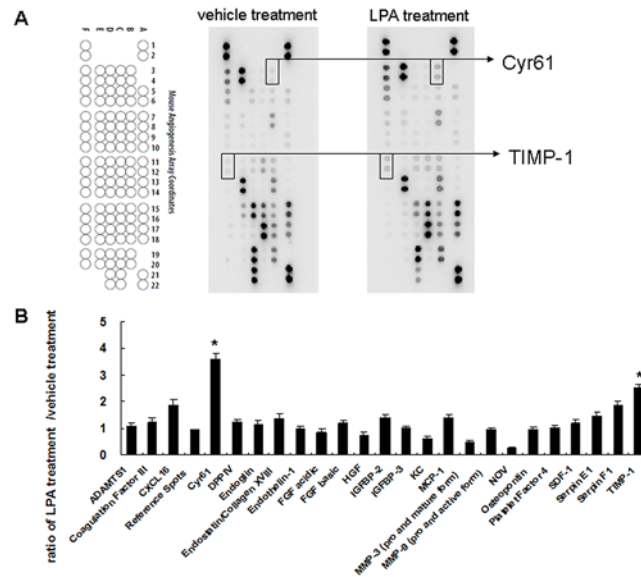 A
vehicle treatment
LPA treatment
F E D C B A
1
2
3
4
5
6
7
8
9
10
11
12
13
14
15
16
17
18
19
20
21
22
Mouse Angiogenesis Array Coordinates
Cyr61
TIMP-1
B
ratio of LPA treatment /vehicle treatment
5
4
3
2
1
0
*
*
ADAMTS1
Coagulation Factor III
CXCL16
Reference Spots
Cyr61
DPPIV
Endoglin
Endostatin/Collagen XVIII
Endothelin-1
FGF acidic
FGF basic
HGF
IGFBP-2
IGFBP-3
KC
MCP-1
MMP-3 (pro and mature form)
MMP-9 (pro and active form)
NOV
Osteopontin
Platelet Factor 4
SDF-1
Serpin E1
Serpin F1
TIMP-1